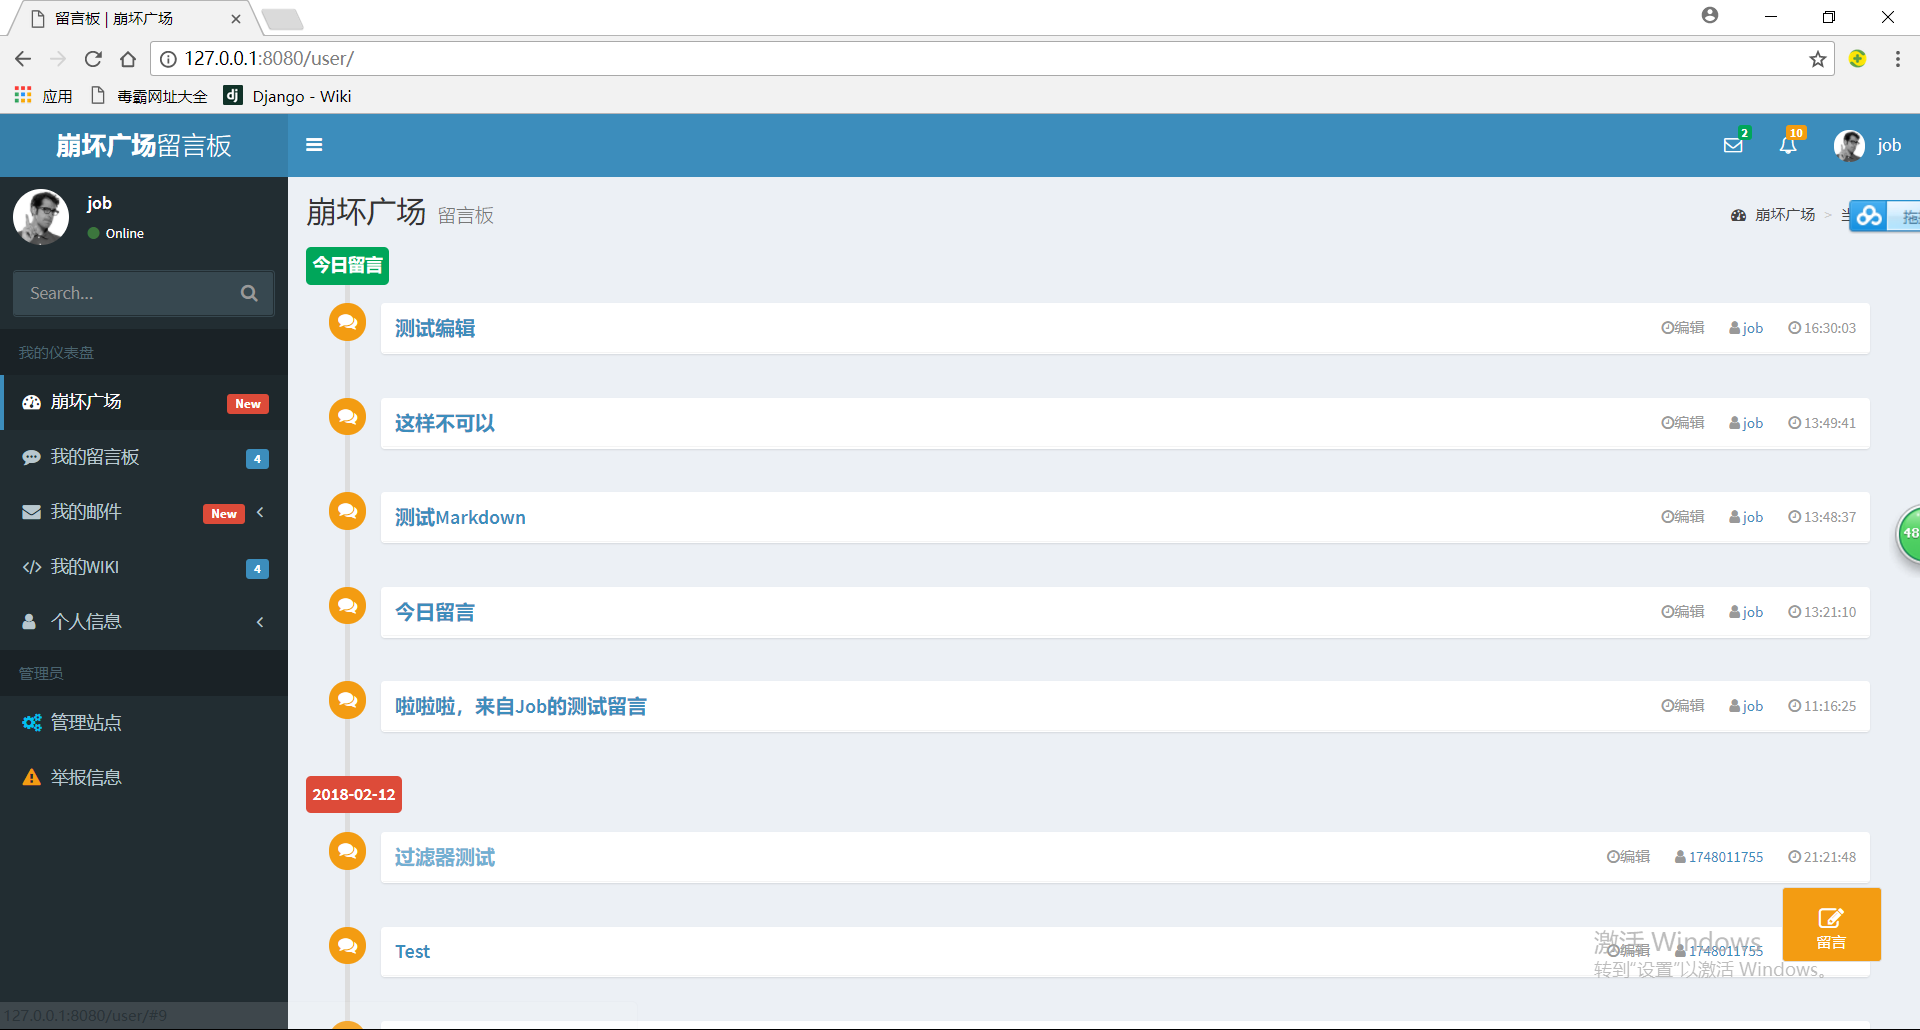 留言板 | 崩坏广场
127.0.0.1:8080/user/
应用 毒霸网址大全 dj Django - Wiki
崩坏广场留言板
2 10 job
job
Online
Search...
我的仪表盘
崩坏广场 New
我的留言板 4
我的邮件 New
我的WIKI 4
个人信息
管理员
管理站点
举报信息
崩坏广场 留言板
崩坏广场 >
今日留言
测试编辑 编辑 job 16:30:03
这样不可以 编辑 job 13:49:41
测试Markdown 编辑 job 13:48:37
今日留言 编辑 job 13:21:10
啦啦啦，来自Job的测试留言 编辑 job 11:16:25
2018-02-12
过滤器测试 编辑 1748011755 21:21:48
Test 编辑 1748011755
留言
激活 Windows
转到“设置”以激活 Windows。
48
127.0.0.1:8080/user/#9